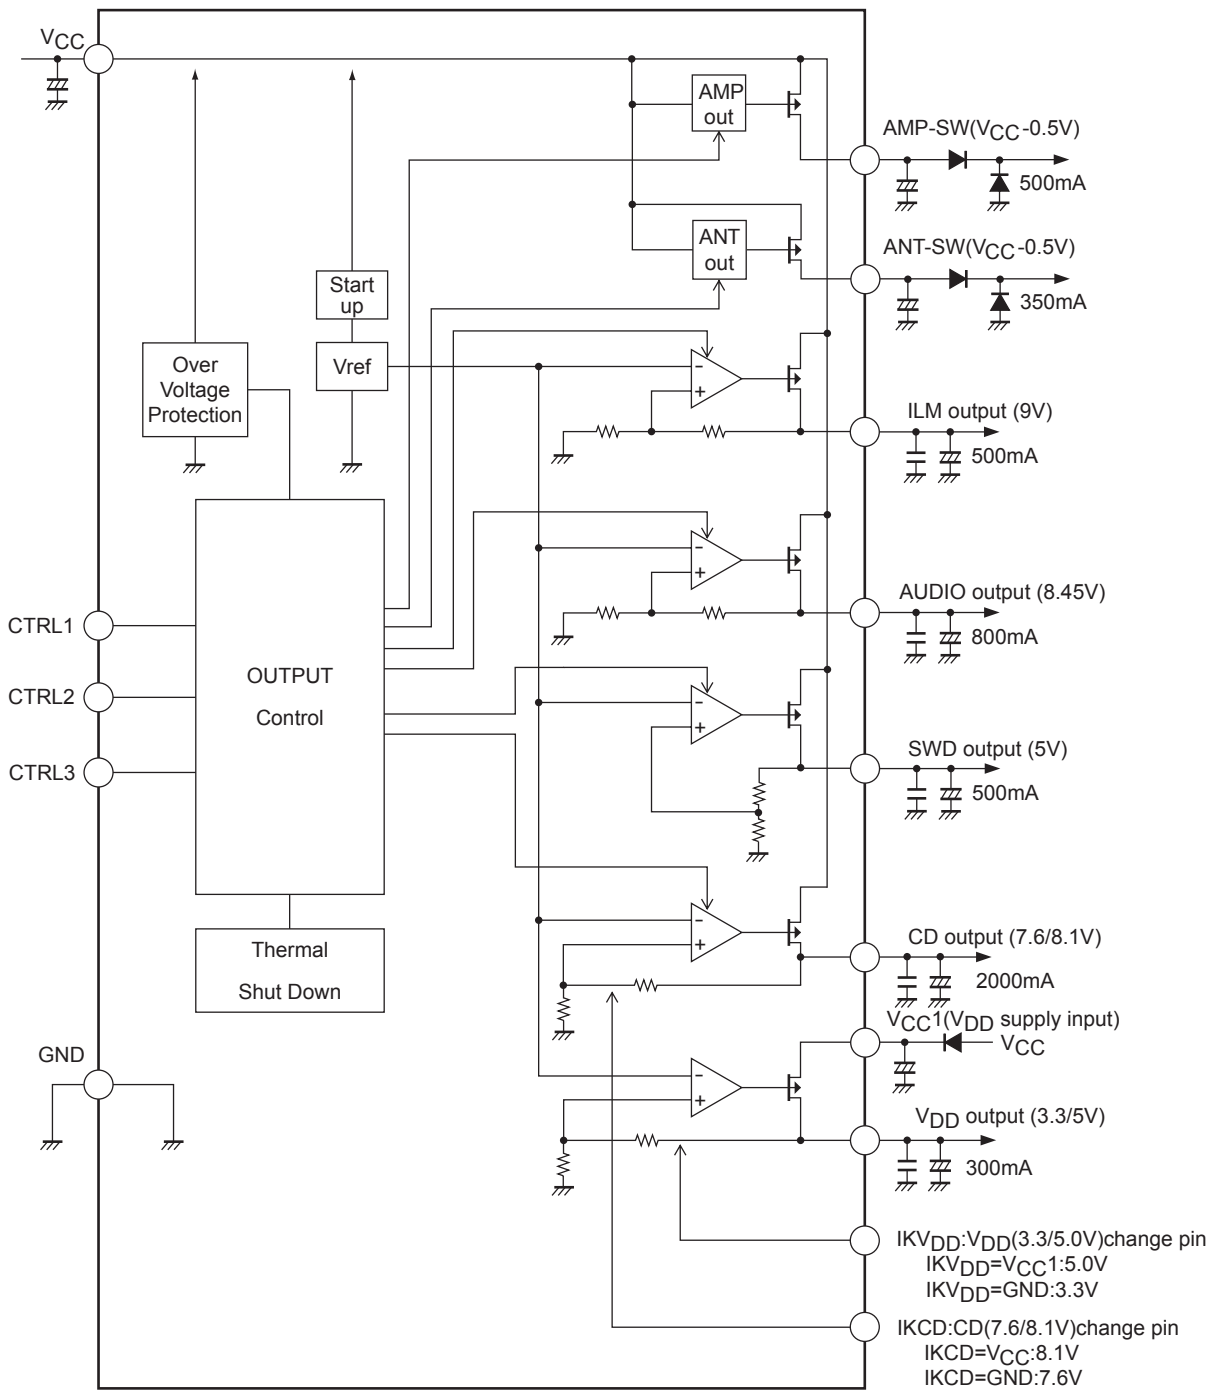 VCC
AMP
out
AMP-SW(VCC-0.5V)
500mA
ANT
out
ANT-SW(VCC-0.5V)
350mA
Start
up
Over
Voltage
Protection
Vref
-
+
ILM output (9V)
500mA
-
+
AUDIO output (8.45V)
800mA
CTRL1
CTRL2
CTRL3
OUTPUT
Control
-
+
SWD output (5V)
500mA
Thermal
Shut Down
-
+
CD output (7.6/8.1V)
2000mA
VCC1(VDD supply input)
VCC
GND
-
+
VDD output (3.3/5V)
300mA
IKVDD:VDD(3.3/5.0V)change pin
IKVDD=VCC1:5.0V
IKVDD=GND:3.3V
IKCD:CD(7.6/8.1V)change pin
IKCD=VCC:8.1V
IKCD=GND:7.6V